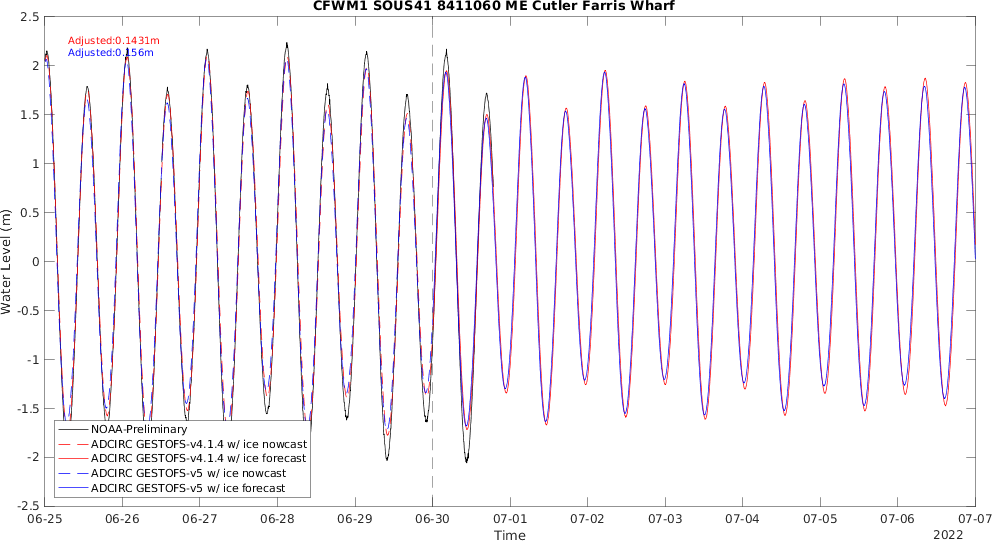 CFWM1 SOUS41 8411060 ME Cutler Farris Wharf
Adjusted:0.1431m
Adjusted:0.156m
Water Level (m)
2.5
2
1.5
1
0.5
0
-0.5
-1
-1.5
-2
-2.5
NOAA-Preliminary
ADCIRC GESTOFS-v4.1.4 w/ ice nowcast
ADCIRC GESTOFS-v4.1.4 w/ ice forecast
ADCIRC GESTOFS-v5 w/ ice nowcast
ADCIRC GESTOFS-v5 w/ ice forecast
06-25 06-26 06-27 06-28 06-29 06-30 07-01 07-02 07-03 07-04 07-05 07-06 07-07
Time
2022